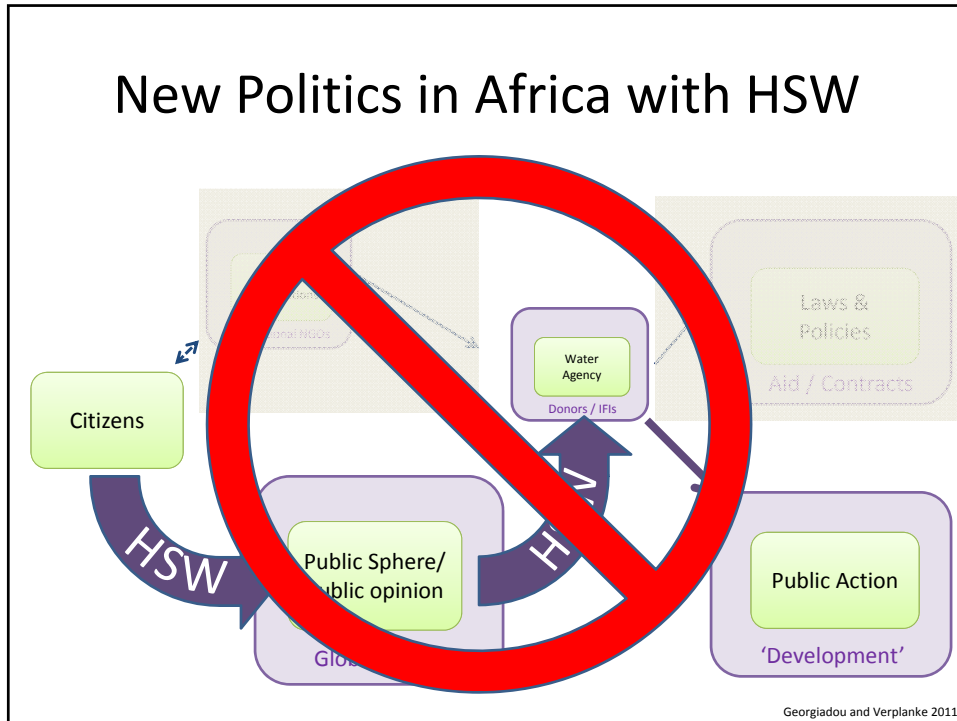 New Politics in Africa with HSW
Laws &
Policies
Aid / Contracts
NGOs
Water
Agency
Donors / IFIs
Citizens
HSW
Public Sphere/
opinion
Public Action
'Development'
Georgiadou and Verplanke 2011